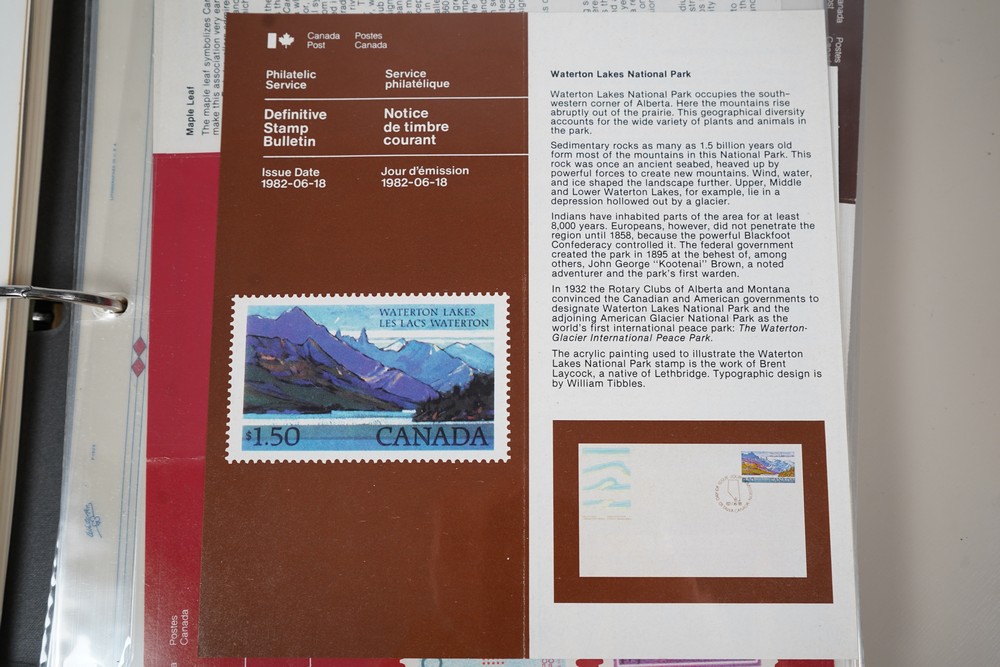 Canada
Post
Postes
Canada
Philatelic
Service
Service
philatélique
Definitive
Stamp
Bulletin
Notice
de timbre
courant
Issue Date
1982-06-18
Jour d'émission
1982-06-18
WATERTON LAKES
LES LACS WATERTON
$1.50
CANADA
Waterton Lakes National Park
Waterton Lakes National Park occupies the south-
western corner of Alberta. Here the mountains rise
abruptly out of the prairie. This geographical diversity
accounts for the wide variety of plants and animals in
the park.
Sedimentary rocks as many as 1.5 billion years old
form most of the mountains in this National Park. This
rock was once an ancient seabed, heaved up by
powerful forces to create new mountains. Wind, water,
and ice shaped the landscape further. Upper, Middle
and Lower Waterton Lakes, for example, lie in a
depression hollowed out by a glacier.
Indians have inhabited parts of the area for at least
8,000 years. Europeans, however, did not penetrate the
region until 1858, because the powerful Blackfoot
Confederacy controlled it. The federal government
created the park in 1895 at the behest of, among
others, John George "Kootenai" Brown, a noted
adventurer and the park's first warden.
In 1932 the Rotary Clubs of Alberta and Montana
convinced the Canadian and American governments to
designate Waterton Lakes National Park and the
adjoining American Glacier National Park as the
world's first international peace park: The Waterton-
Glacier International Peace Park.
The acrylic painting used to illustrate the Waterton
Lakes National Park stamp is the work of Brent
Laycock, a native of Lethbridge. Typographic design is
by William Tibbles.
Maple Leaf
The maple leaf symbolizes
make this association very
Postes
Canada
Canada
Postes